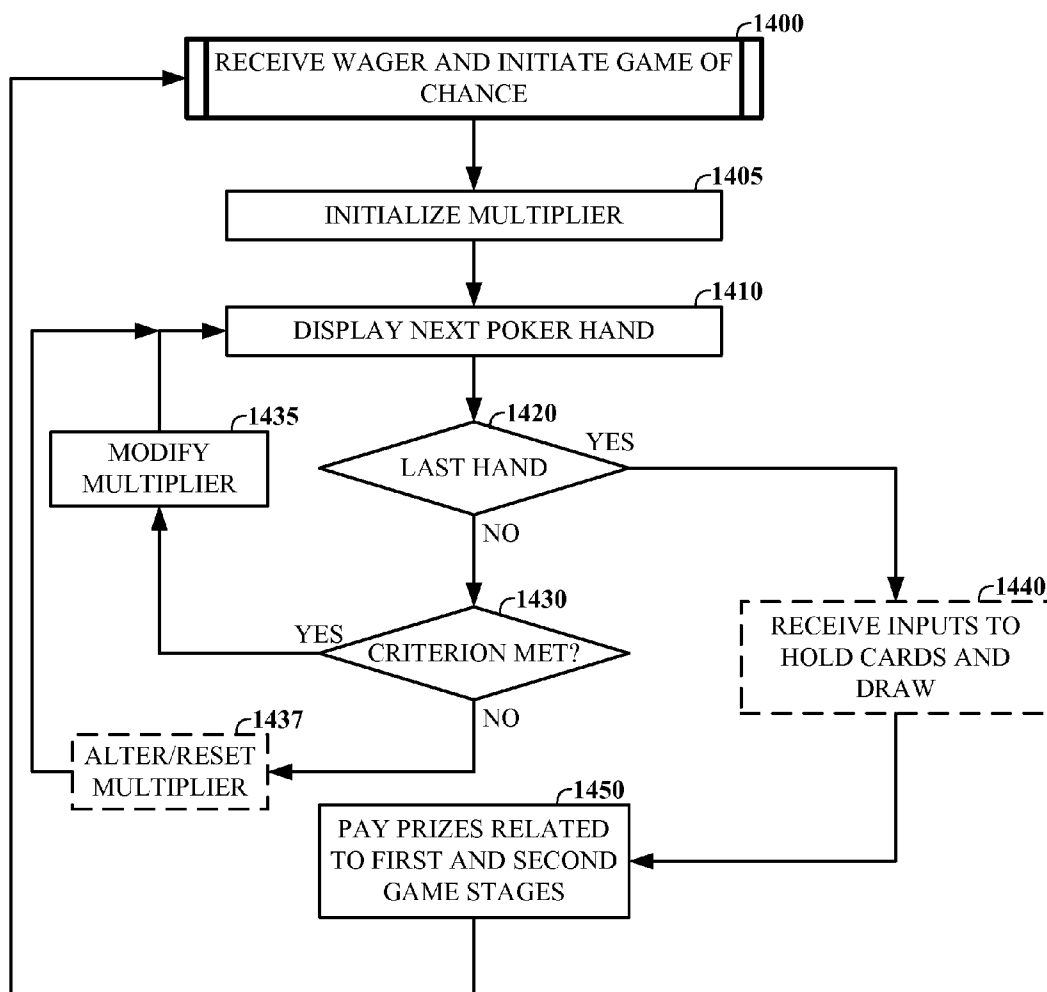 1400
RECEIVE WAGER AND INITIATE GAME OF
CHANCE
1405
INITIALIZE MULTIPLIER
1410
DISPLAY NEXT POKER HAND
1435
MODIFY
MULTIPLIER
1420
LAST HAND
YES
NO
1430
CRITERION MET?
YES
NO
1440
RECEIVE INPUTS TO
HOLD CARDS AND
DRAW
1437
ALTER/RESET
MULTIPLIER
1450
PAY PRIZES RELATED
TO FIRST AND SECOND
GAME STAGES